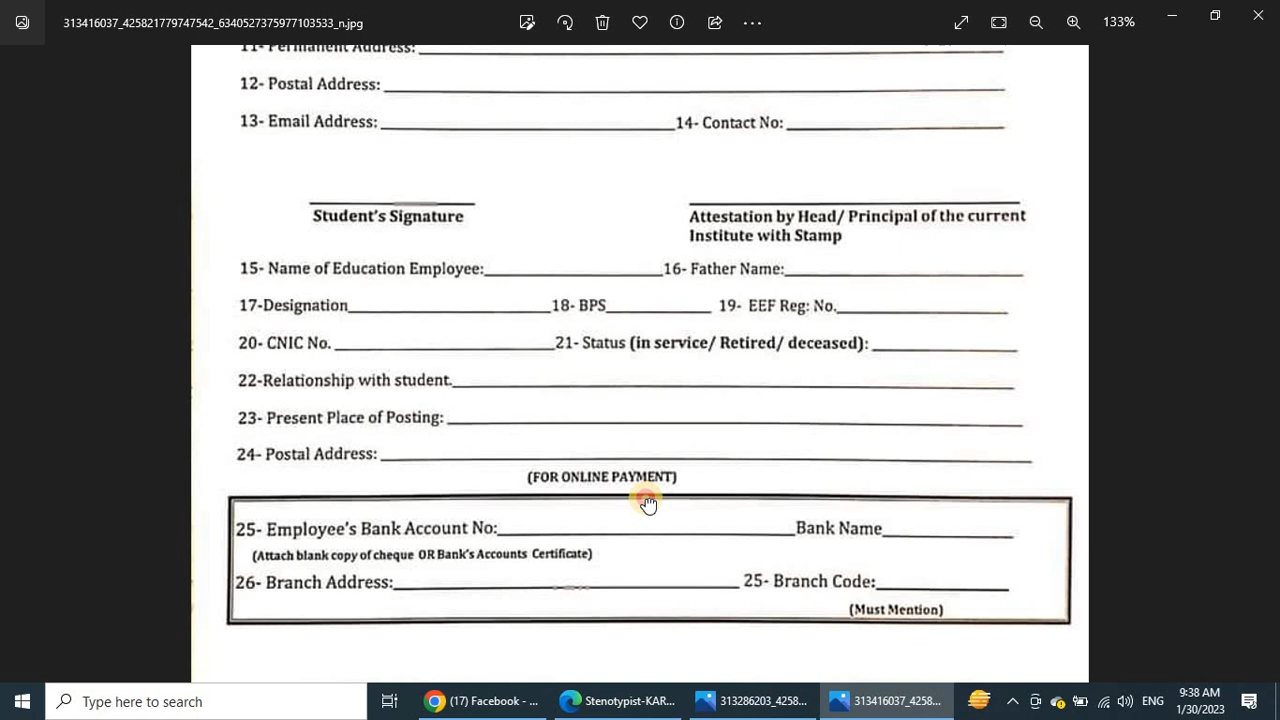 313416037_425821779747542_6340527375977103533_n.jpg 133%
11- Permanent Address:
12- Postal Address:
13- Email Address: 14- Contact No:
Student's Signature Attestation by Head/ Principal of the current
Institute with Stamp
15- Name of Education Employee: 16- Father Name:
17-Designation 18- BPS 19- EEF Reg: No.
20- CNIC No. 21- Status (in service/ Retired/ deceased):
22-Relationship with student.
23- Present Place of Posting:
24- Postal Address:
(FOR ONLINE PAYMENT)
25- Employee's Bank Account No: Bank Name
(Attach blank copy of cheque OR Bank's Accounts Certificate)
26- Branch Address: 25- Branch Code:
(Must Mention)
Type here to search (17) Facebook - ... Stenotypist-KAR... 313286203_4258... 313416037_4258... ENG 9:38 AM
1/30/2023